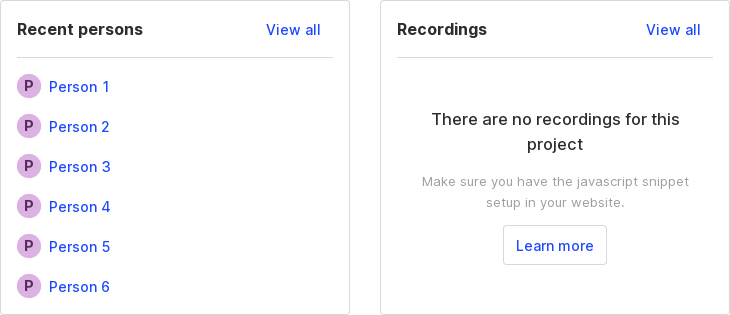 Recent persons
View all
P Person 1
P Person 2
P Person 3
P Person 4
P Person 5
P Person 6
Recordings
View all
There are no recordings for this
project
Make sure you have the javascript snippet
setup in your website.
Learn more